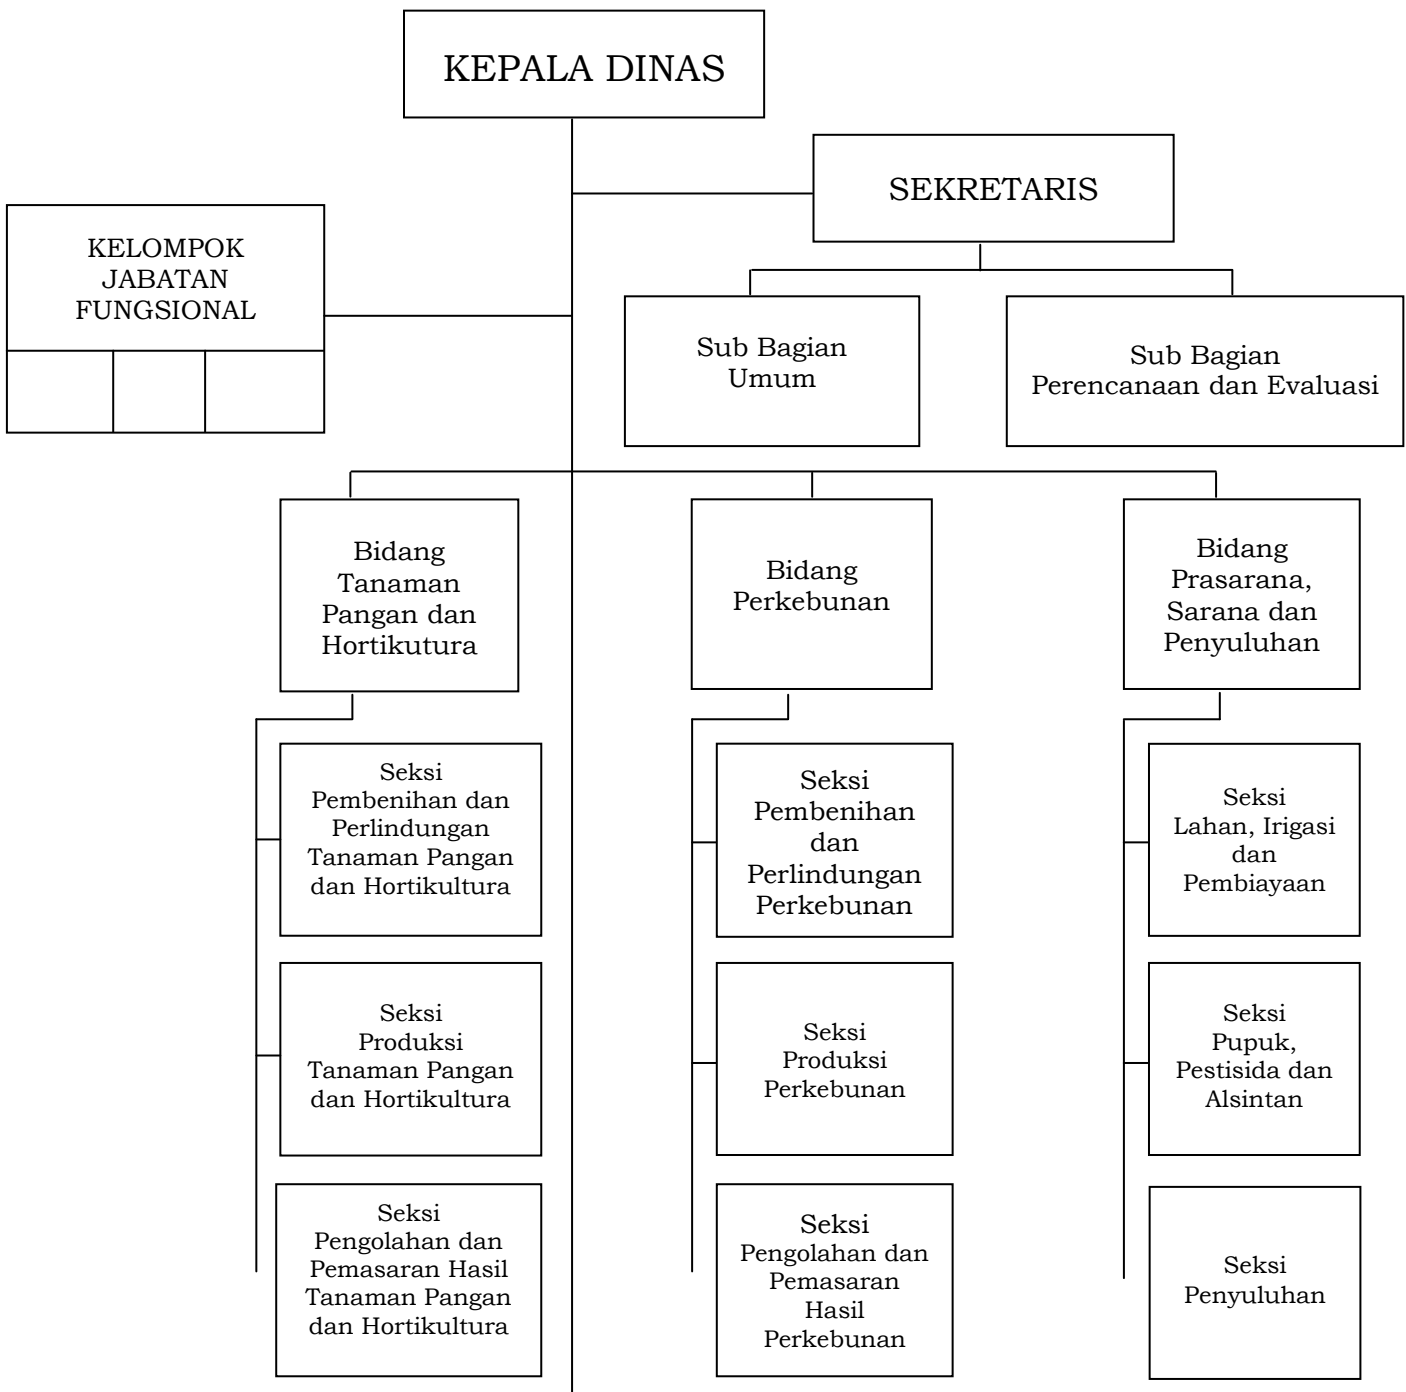 KEPALA DINAS
SEKRETARIS
KELOMPOK
JABATAN
FUNGSIONAL
Sub Bagian
Umum
Sub Bagian
Perencanaan dan Evaluasi
Bidang
Tanaman
Pangan dan
Hortikutura
Bidang
Perkebunan
Bidang
Prasarana,
Sarana dan
Penyuluhan
Seksi
Pembenihan dan
Perlindungan
Tanaman Pangan
dan Hortikultura
Seksi
Pembenihan
dan
Perlindungan
Perkebunan
Seksi
Lahan, Irigasi
dan
Pembiayaan
Seksi
Produksi
Tanaman Pangan
dan Hortikultura
Seksi
Produksi
Perkebunan
Seksi
Pupuk,
Pestisida dan
Alsintan
Seksi
Pengolahan dan
Pemasaran Hasil
Tanaman Pangan
dan Hortikultura
Seksi
Pengolahan dan
Pemasaran
Hasil
Perkebunan
Seksi
Penyuluhan